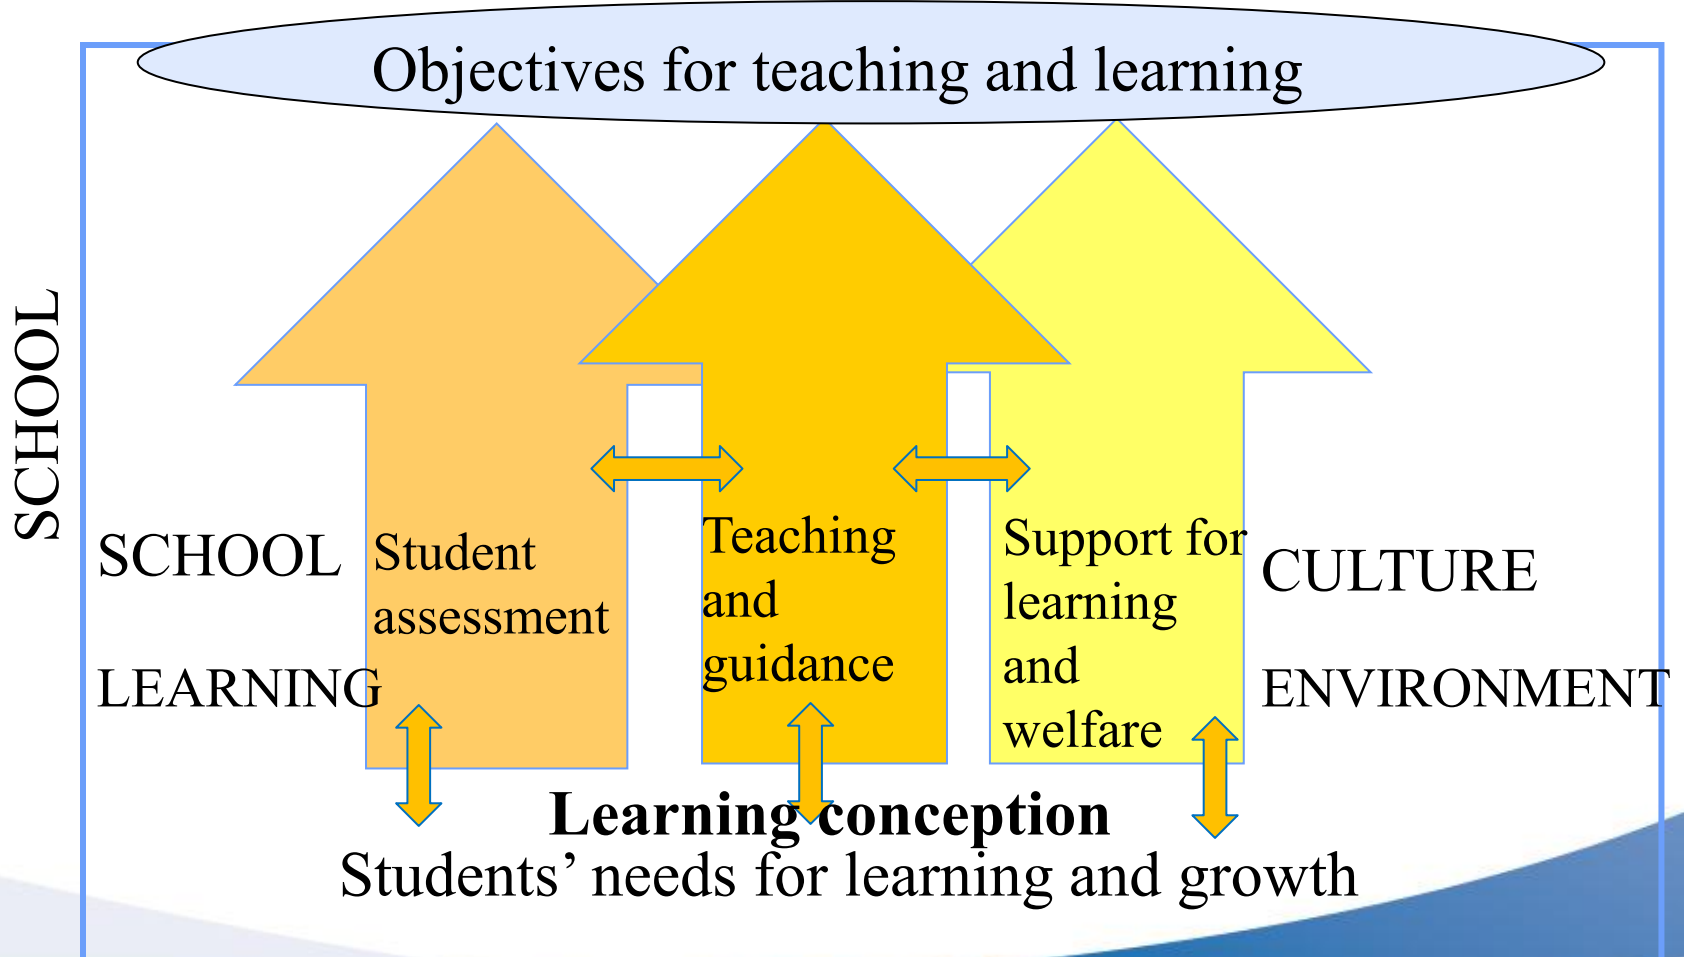 Objectives for teaching and learning
SCHOOL
SCHOOL
LEARNING
Student
assessment
Teaching
and
guidance
Support for
learning
and
welfare
CULTURE
ENVIRONMENT
Learning conception
Students’ needs for learning and growth